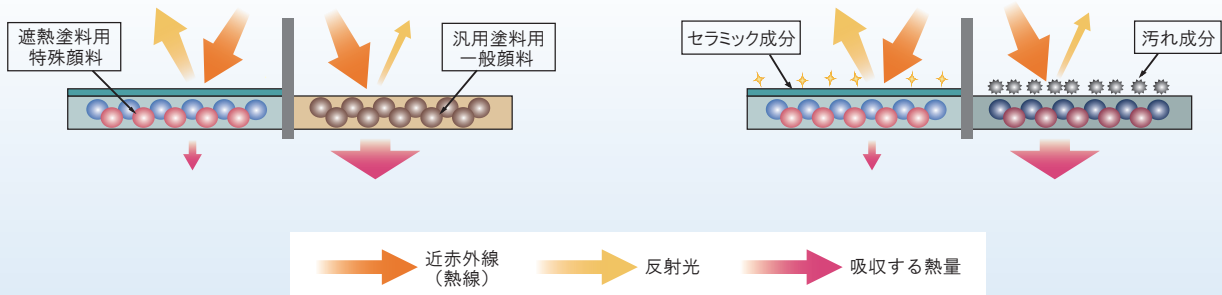 遮熱塗料用
特殊顔料
汎用塗料用
一般顔料
セラミック成分
汚れ成分
近赤外線
（熱線）
反射光
吸収する熱量